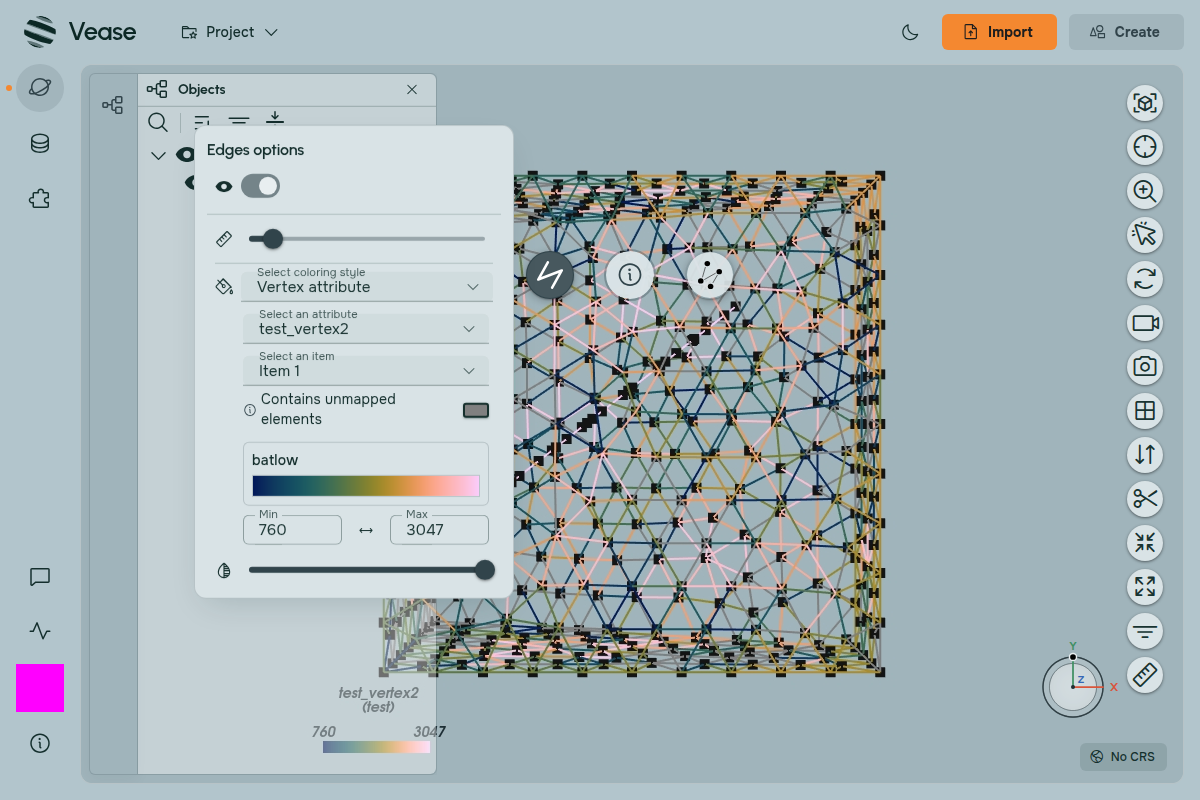 Vease
Project
Import
Create
Objects
Edges options
Select coloring style
Vertex attribute
Select an attribute
test_vertex2
Select an item
Item 1
Contains unmapped
elements
batlow
Min
Max
760
3047
test_vertex2
(test)
760
3047
Y
Z
X
No CRS